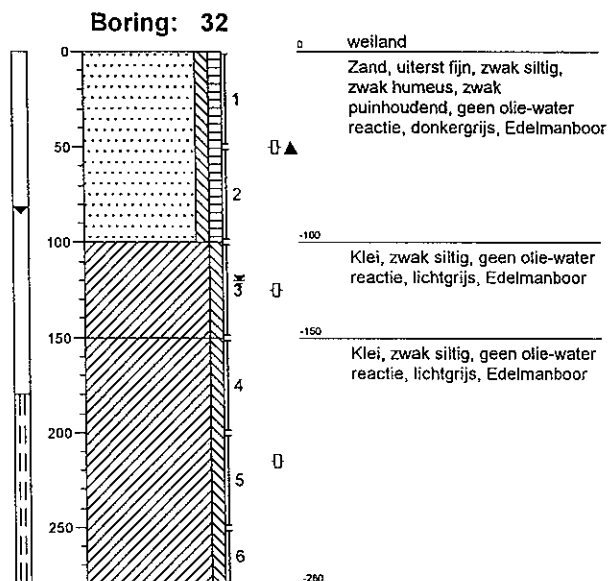 Boring: 32
0
50
100
150
200
250
1
2
3
4
5
6
0
weiland
Zand, uiterst fijn, zwak siltig,
zwak humeus, zwak
puinhoudend, geen olie-water
reactie, donkergrijs, Edelmanboor
-100
Klei, zwak siltig, geen olie-water
reactie, lichtgrijs, Edelmanboor
-150
Klei, zwak siltig, geen olie-water
reactie, lichtgrijs, Edelmanboor
-280